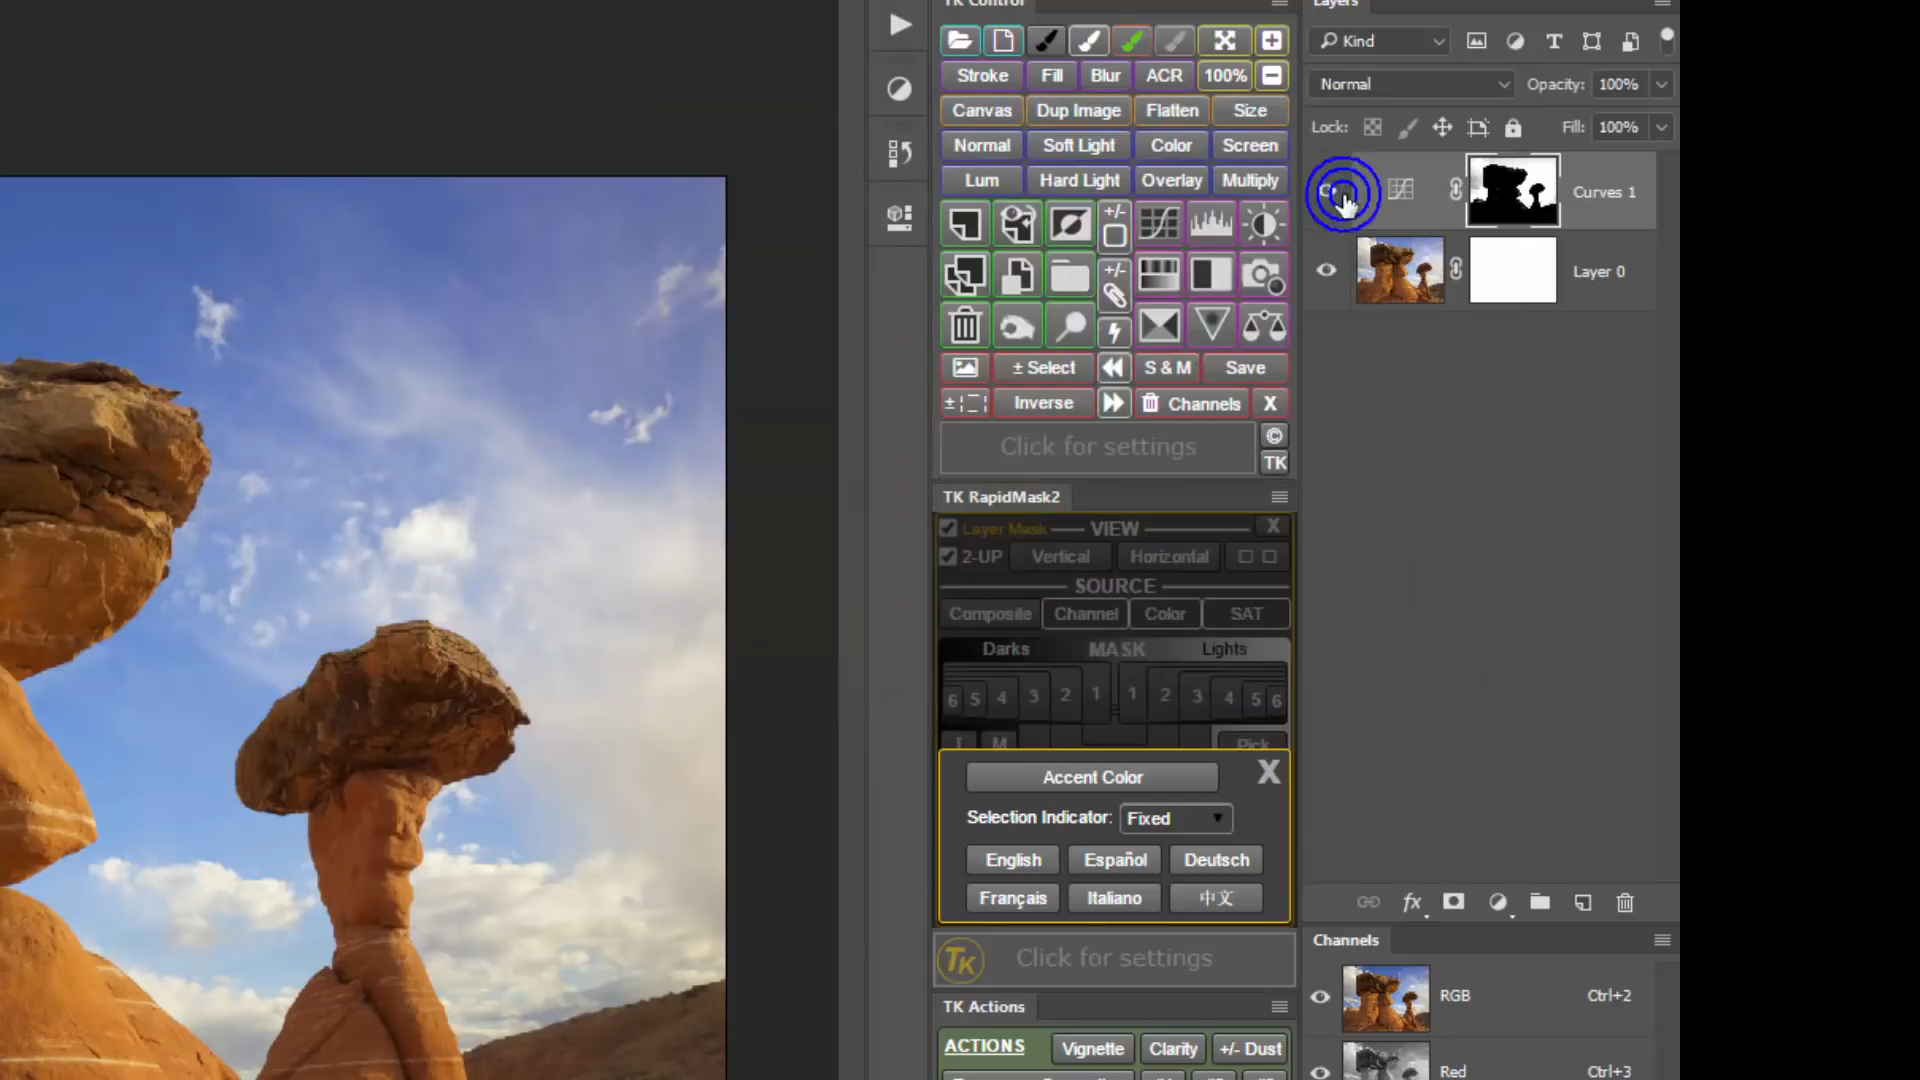 TK Control
Layers
Kind
Stroke Fill Blur ACR 100%
Normal Opacity: 100%
Canvas Dup Image Flatten Size
Lock: Fill: 100%
Normal Soft Light Color Screen
Lum Hard Light Overlay Multiply
Curves 1
+/-
+/-
Layer 0
± Select S & M Save
± Inverse Channels X
Click for settings ©
TK
TK RapidMask2
Layer Mask VIEW X
2-UP Vertical Horizontal
SOURCE
Composite Channel Color SAT
Darks MASK Lights
6 5 4 3 2 1 1 2 3 4 5 6
Pick
Accent Color X
Selection Indicator: Fixed
English Español Deutsch
Français Italiano 中文
fx
Channels
TK Click for settings
RGB Ctrl+2
TK Actions
ACTIONS Vignette Clarity +/- Dust
Red Ctrl+3